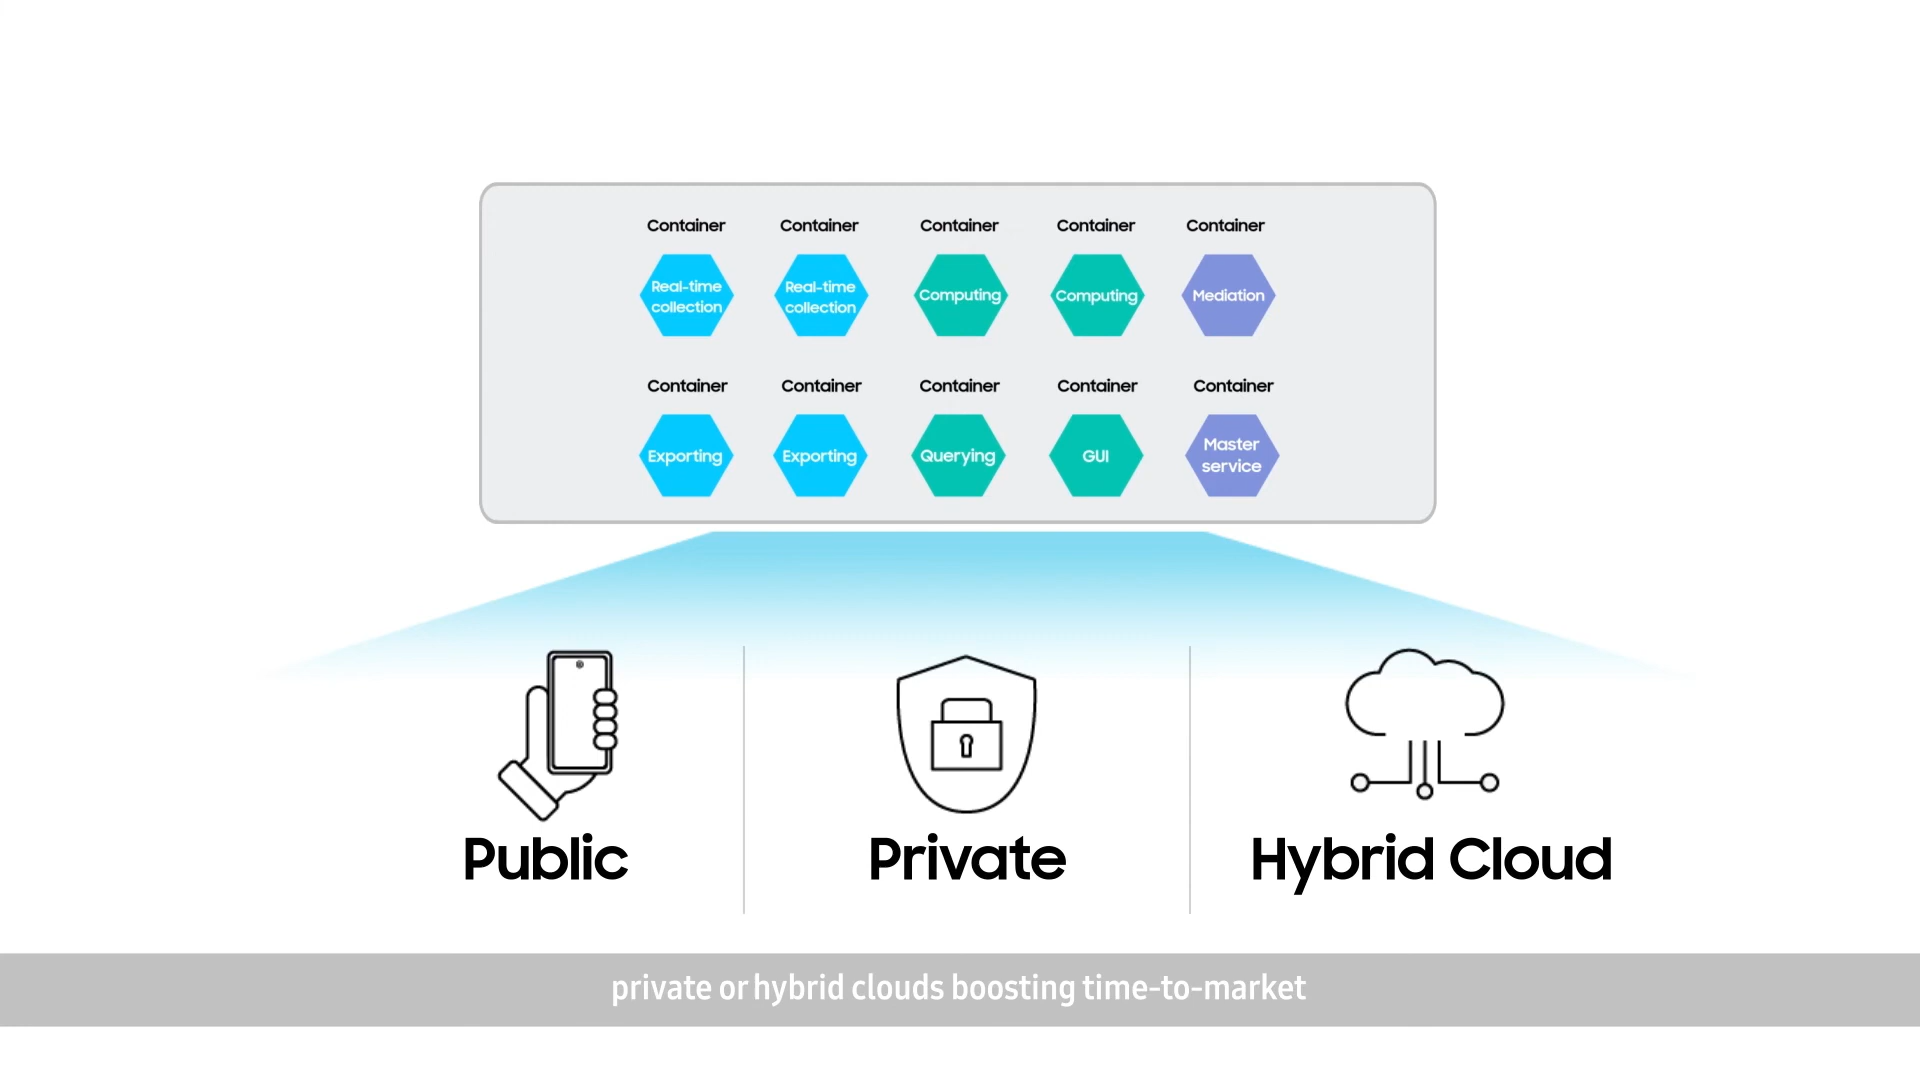 Container Container Container Container Container
Real-time
collection
Real-time
collection
Computing
Computing
Mediation
Container Container Container Container Container
Exporting
Exporting
Querying
GUI
Master
service
Public
Private
Hybrid Cloud
private or hybrid clouds boosting time-to-market